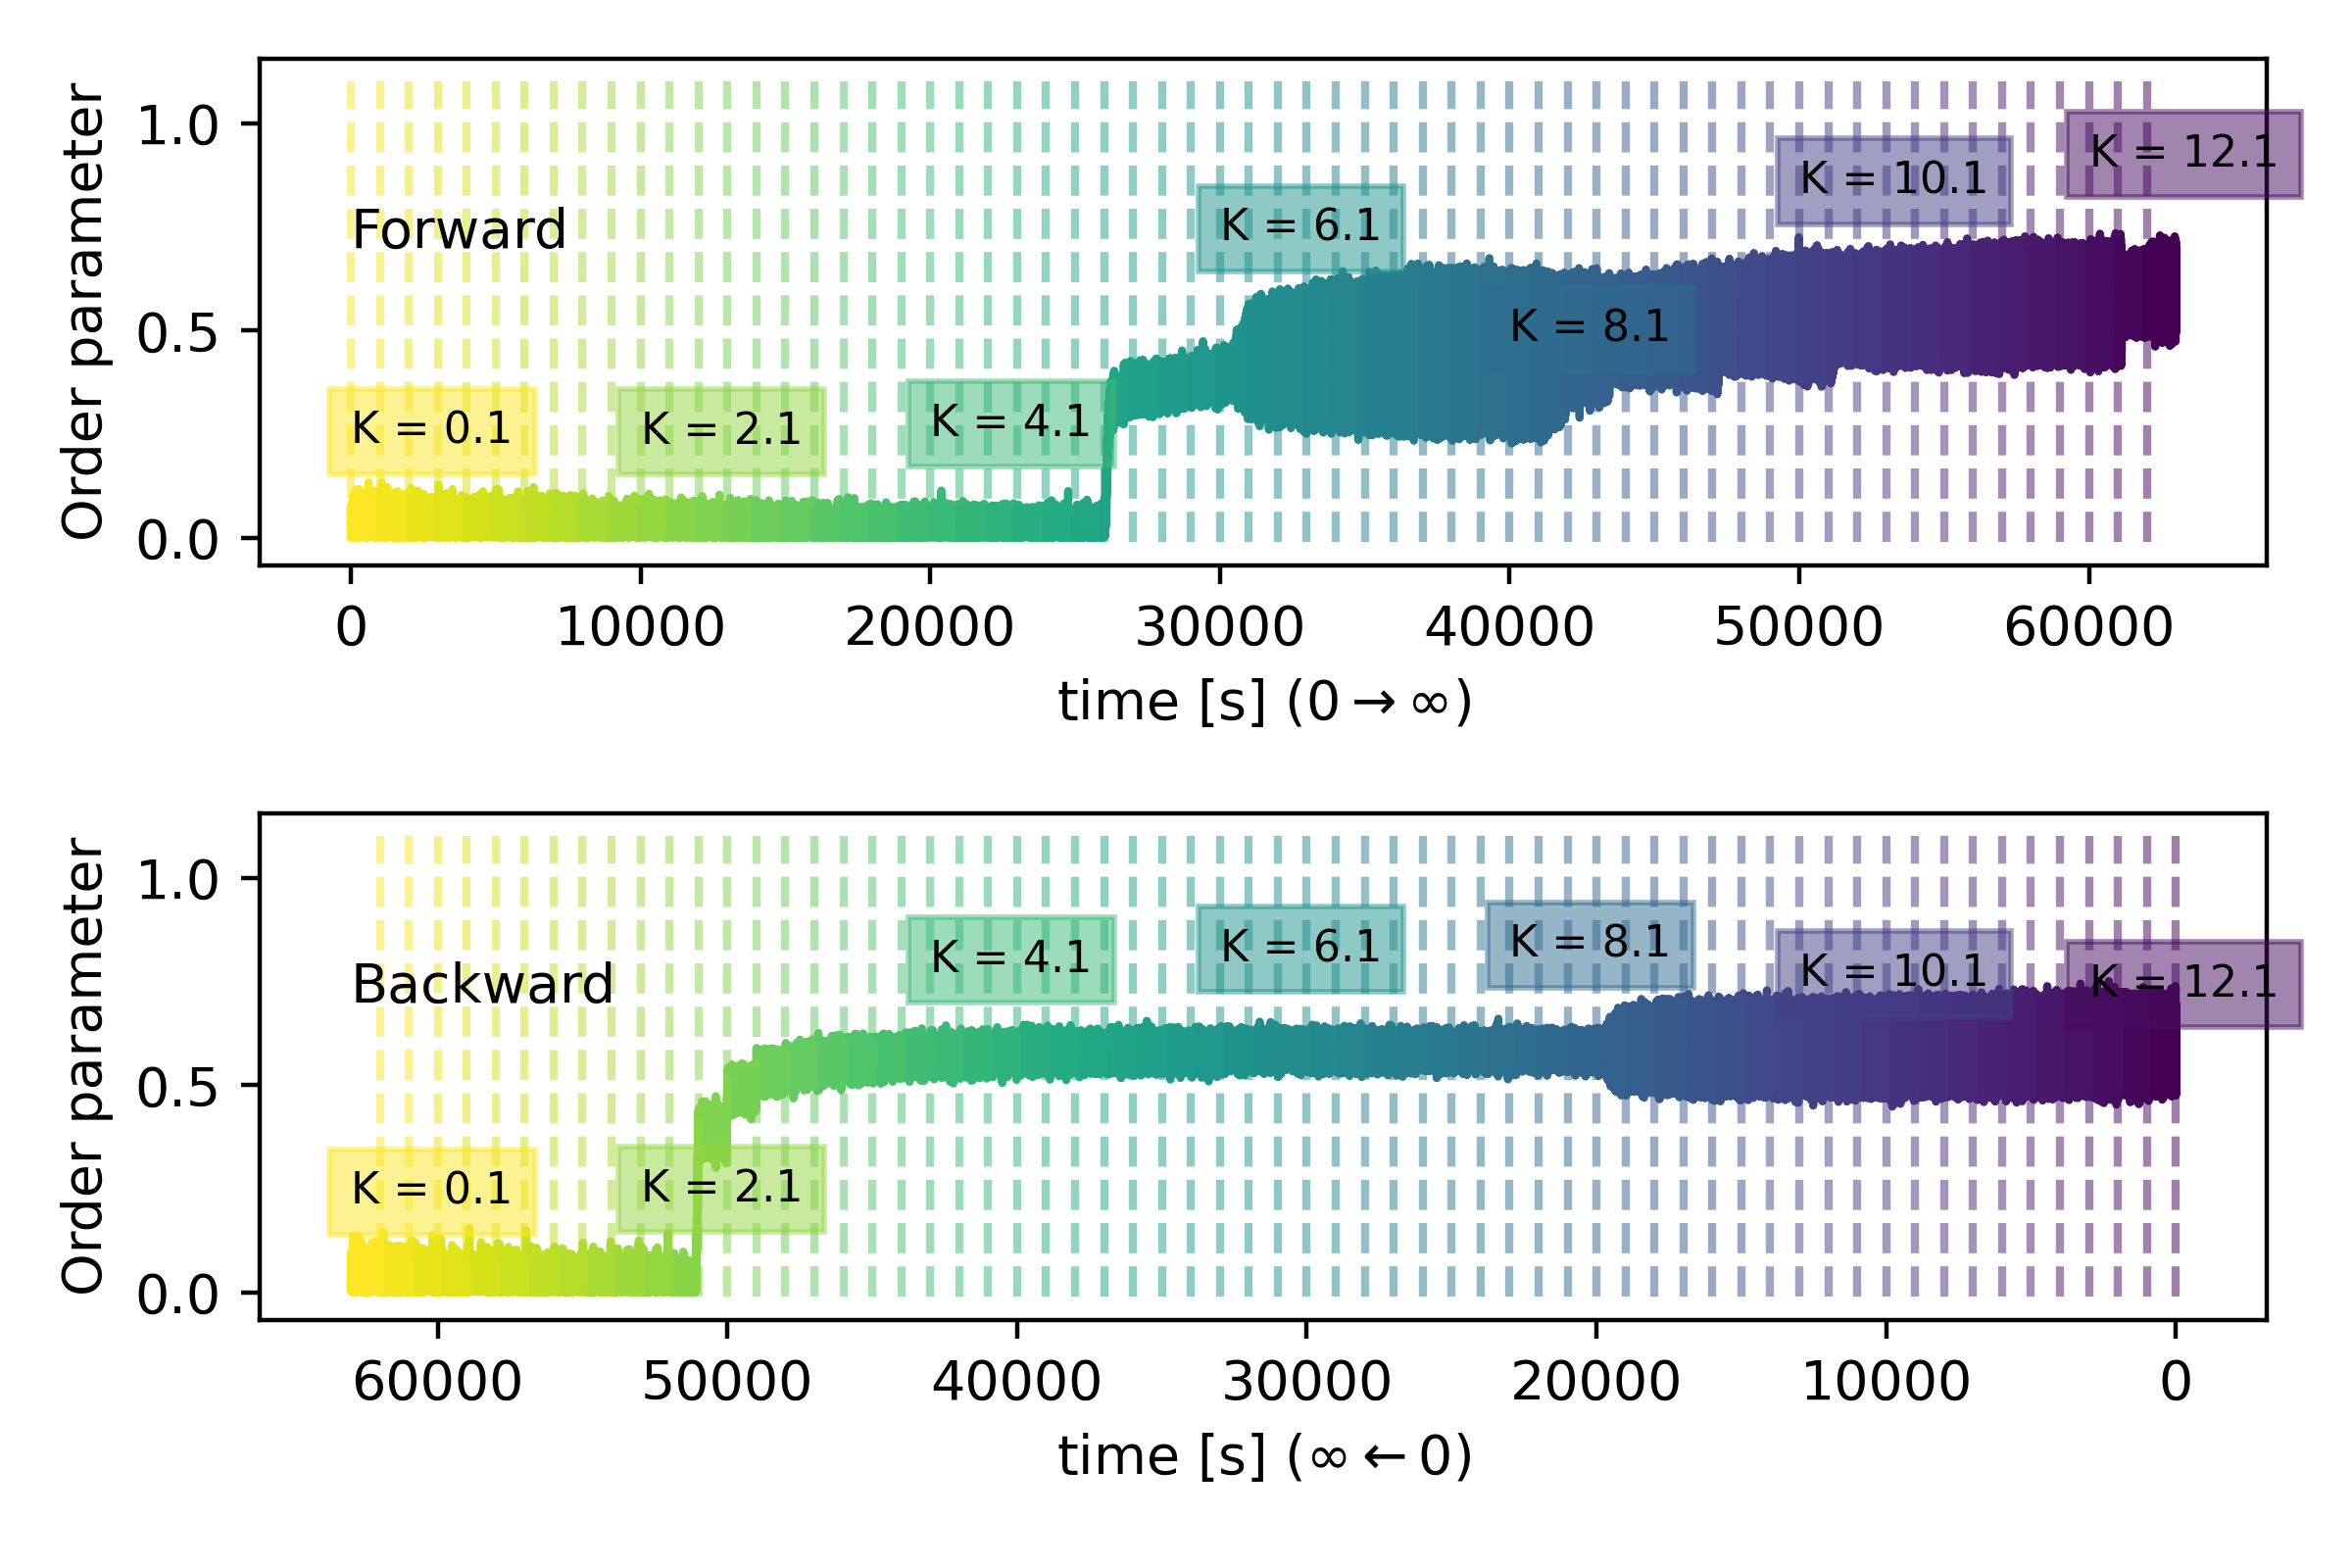 Order parameter
1.0
0.5
0.0
Forward
K = 0.1
K = 2.1
K = 4.1
K = 6.1
K = 8.1
K = 10.1
K = 12.1
0 10000 20000 30000 40000 50000 60000
time [s] (0→∞)
Order parameter
1.0
0.5
0.0
Backward
K = 0.1
K = 2.1
K = 4.1
K = 6.1
K = 8.1
K = 10.1
K = 12.1
60000 50000 40000 30000 20000 10000 0
time [s] (∞←0)